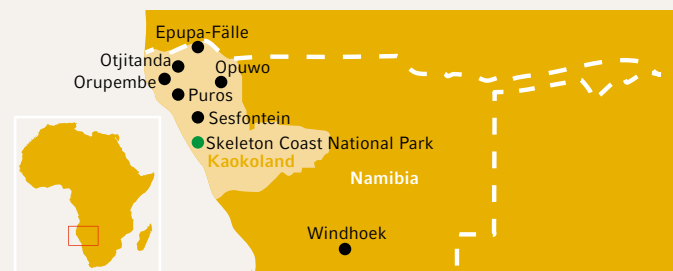 Epupa-Fälle
Otjitanda
Opuwo
Orupembe
Puros
Sesfontein
Skeleton Coast National Park
Kaokoland
Namibia
Windhoek